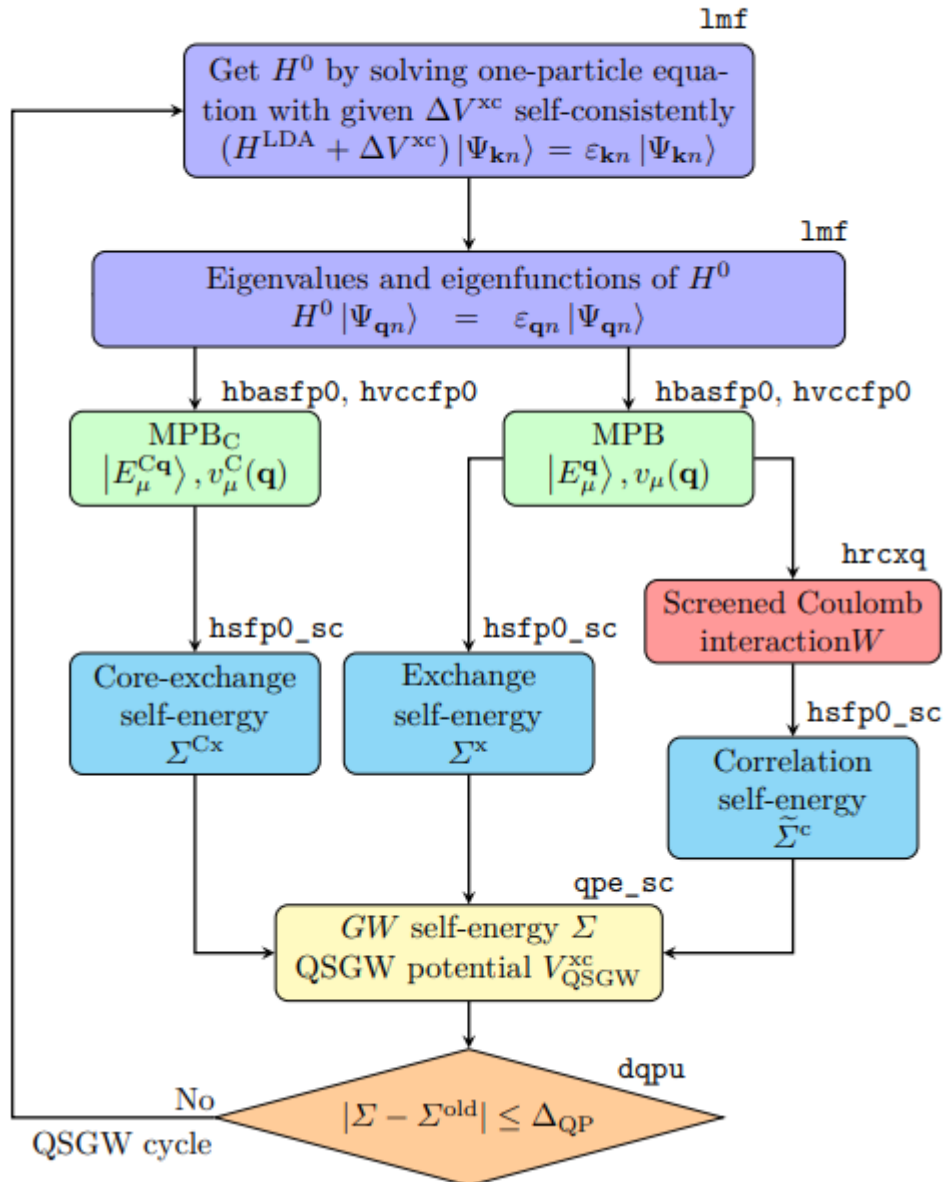 lmf
Get H⁰ by solving one-particle equa-
tion with given ΔV^xc self-consistently
(H^LDA + ΔV^xc) |Ψ_kn⟩ = ε_kn |Ψ_kn⟩
lmf
Eigenvalues and eigenfunctions of H⁰
H⁰ |Ψ_qn⟩ = ε_qn |Ψ_qn⟩
hbasfp0, hvccfp0
MPB_C
|E_μ^Cq⟩, v_μ^C(q)
hbasfp0, hvccfp0
MPB
|E_μ^q⟩, v_μ(q)
hrcxq
Screened Coulomb
interactionW
hsfp0_sc
Core-exchange
self-energy
Σ^Cx
hsfp0_sc
Exchange
self-energy
Σ^x
hsfp0_sc
Correlation
self-energy
Σ̃^c
qpe_sc
GW self-energy Σ
QSGW potential V^xc_QSGW
dqpu
|Σ − Σ^old| ≤ Δ_QP
No
QSGW cycle